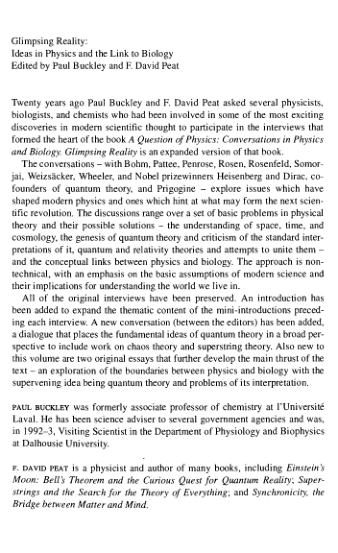 Glimpsing Reality:
Ideas in Physics and the Link to Biology
Edited by Paul Buckley and F. David Peat
Twenty years ago Paul Buckley and F. David Peat asked several physicists,
biologists, and chemists who had been involved in some of the most exciting
discoveries in modern scientific thought to participate in the interviews that
formed the heart of the book A Question of Physics: Conversations in Physics
and Biology. Glimpsing Reality is an expanded version of that book.
The conversations – with Bohm, Pattee, Penrose, Rosen, Rosenfeld, Somor-
jai, Weizsäcker, Wheeler, and Nobel prizewinners Heisenberg and Dirac, co-
founders of quantum theory, and Prigogine – explore issues which have
shaped modern physics and ones which hint at what may form the next scien-
tific revolution. The discussions range over a set of basic problems in physical
theory and their possible solutions – the understanding of space, time, and
cosmology, the genesis of quantum theory and criticism of the standard inter-
pretations of it, quantum and relativity theories and attempts to unite them –
and the conceptual links between physics and biology. The approach is non-
technical, with an emphasis on the basic assumptions of modern science and
their implications for understanding the world we live in.
All of the original interviews have been preserved. An introduction has
been added to expand the thematic content of the mini-introductions preced-
ing each interview. A new conversation (between the editors) has been added,
a dialogue that places the fundamental ideas of quantum theory in a broad per-
spective to include work on chaos theory and superstring theory. Also new to
this volume are two original essays that further develop the main thrust of the
text – an exploration of the boundaries between physics and biology with the
supervening idea being quantum theory and problems of its interpretation.
PAUL BUCKLEY was formerly associate professor of chemistry at l'Université
Laval. He has been science adviser to several government agencies and was,
in 1992–3, Visiting Scientist in the Department of Physiology and Biophysics
at Dalhousie University.
F. DAVID PEAT is a physicist and author of many books, including Einstein's
Moon: Bell's Theorem and the Curious Quest for Quantum Reality; Super-
strings and the Search for the Theory of Everything; and Synchronicity, the
Bridge between Matter and Mind.